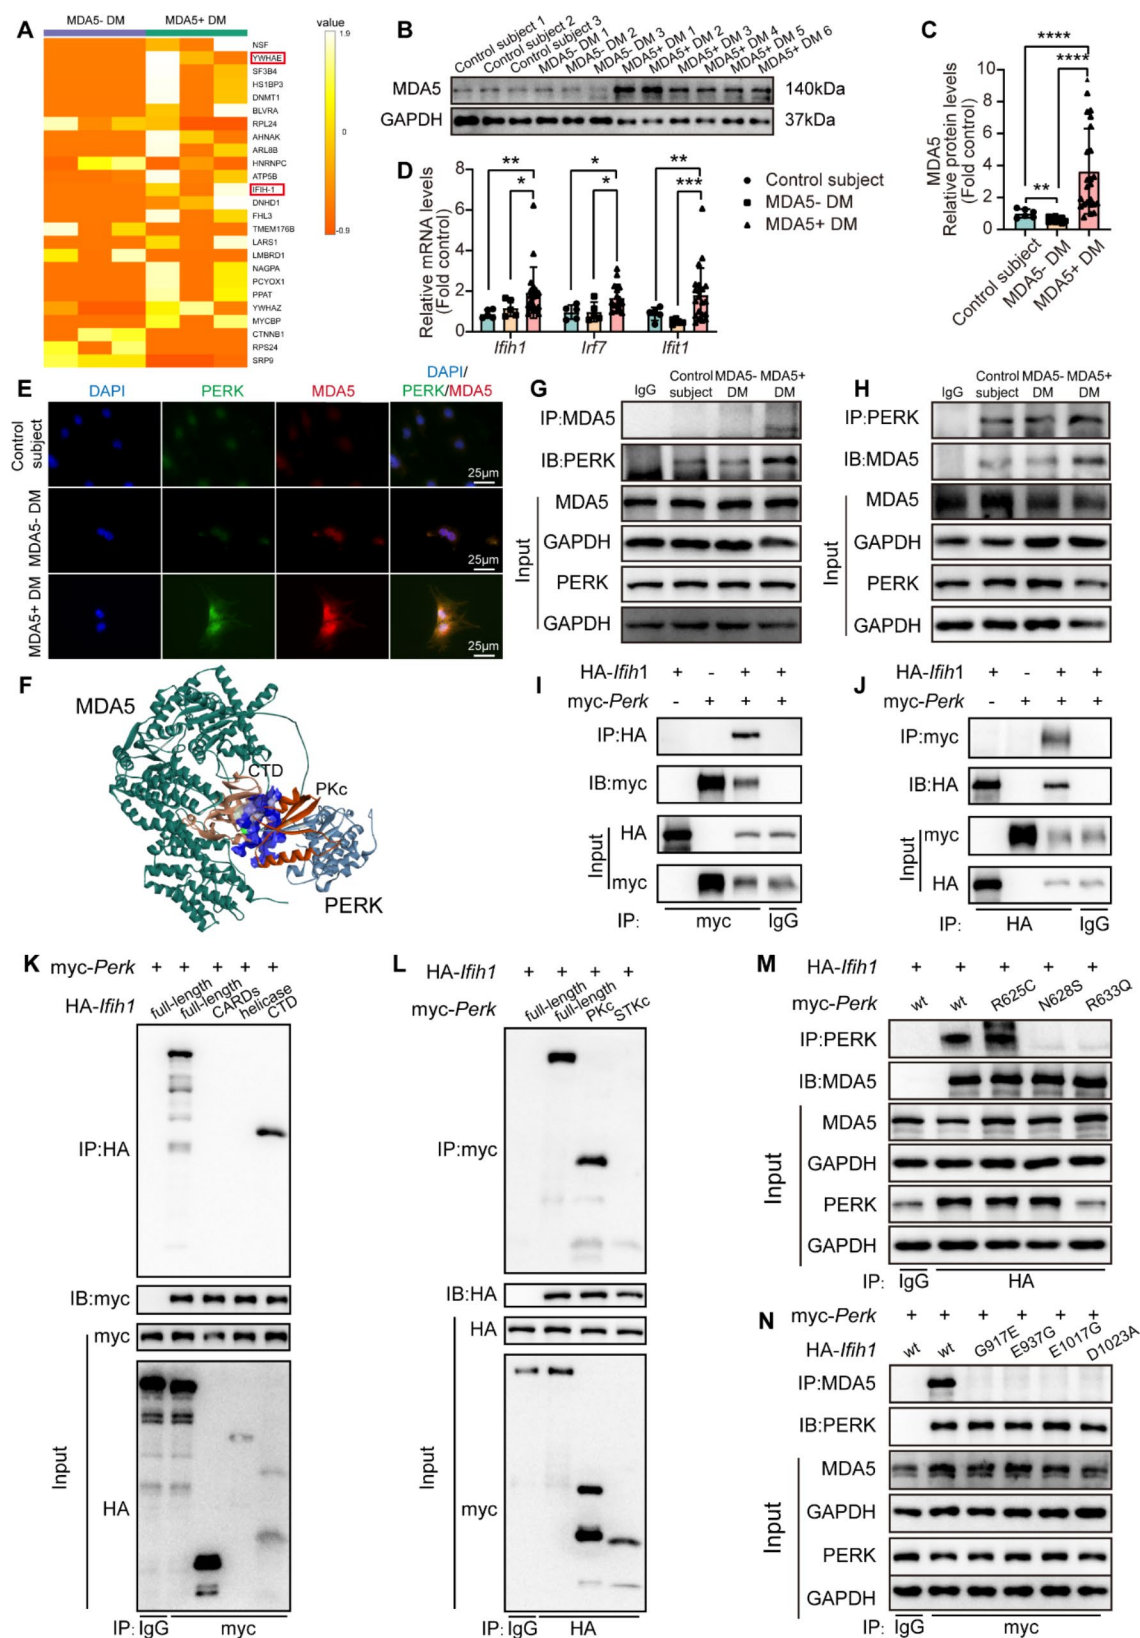 A
MDA5- DM MDA5+ DM
value
1.9
0
-0.9
NSF
YWHAE
SF3B4
HS1BP3
DNMT1
BLVRA
RPL24
AHNAK
ARL8B
HNRNPC
ATP5B
IFIH-1
DNHD1
FHL3
TMEM176B
LARS1
LMBRD1
NAGPA
PCYOX1
PPAT
YWHAZ
MYCBP
CTNNB1
RPS24
SRP9
B
Control subject 1
Control subject 2
Control subject 3
MDA5- DM 1
MDA5- DM 2
MDA5- DM 3
MDA5+ DM 1
MDA5+ DM 2
MDA5+ DM 3
MDA5+ DM 4
MDA5+ DM 5
MDA5+ DM 6
MDA5 140kDa
GAPDH 37kDa
C
MDA5
Relative protein levels
(Fold control)
10
8
6
4
2
0
**** 
****
**
Control subject
MDA5- DM
MDA5+ DM
D
Relative mRNA levels
(Fold control)
8
6
4
2
0
** * **
* * ***
Ifih1 Irf7 Ifit1
Control subject
MDA5- DM
MDA5+ DM
E
DAPI PERK MDA5 DAPI/
PERK/MDA5
Control
subject
25μm
MDA5- DM
25μm
MDA5+ DM
25μm
F
MDA5
CTD
PKc
PERK
G
IgG Control
subject MDA5-
DM MDA5+
DM
IP:MDA5
IB:PERK
MDA5
GAPDH
PERK
GAPDH
Input
H
IgG Control
subject MDA5-
DM MDA5+
DM
IP:PERK
IB:MDA5
MDA5
GAPDH
PERK
GAPDH
Input
I
HA-Ifih1 + - + +
myc-Perk - + + +
IP:HA
IB:myc
HA
myc
Input
IP: myc IgG
J
HA-Ifih1 + - + +
myc-Perk - + + +
IP:myc
IB:HA
myc
HA
Input
IP: HA IgG
K
myc-Perk + + + + +
HA-Ifih1 full-length full-length CARDs helicase CTD
IP:HA
IB:myc
myc
HA
Input
IP: IgG myc
L
HA-Ifih1 + + + +
myc-Perk full-length full-length PKc STKc
IP:myc
IB:HA
HA
myc
Input
IP: IgG HA
M
HA-Ifih1 + + + + +
myc-Perk wt wt R625C N628S R633Q
IP:PERK
IB:MDA5
MDA5
GAPDH
PERK
GAPDH
Input
IP: IgG HA
N
myc-Perk + + + + + +
HA-Ifih1 wt wt G917E E937G E1017G D1023A
IP:MDA5
IB:PERK
MDA5
GAPDH
PERK
GAPDH
Input
IP: IgG myc